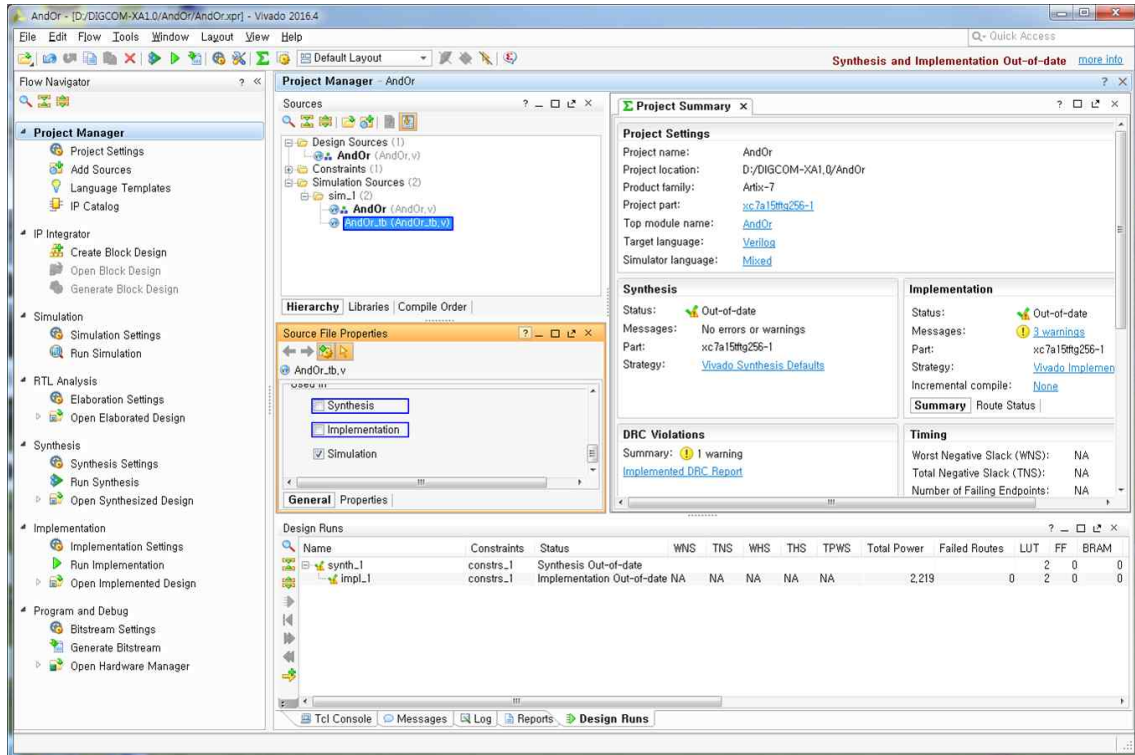 AndOr - [D:/DIGCOM-XA1.0/AndOr/AndOr.xpr] - Vivado 2016.4
File Edit Flow Tools Window Layout View Help
Q- Quick Access
Default Layout
Synthesis and Implementation Out-of-date more info
Flow Navigator ? «
Project Manager
Project Settings
Add Sources
Language Templates
IP Catalog
IP Integrator
Create Block Design
Open Block Design
Generate Block Design
Simulation
Simulation Settings
Run Simulation
RTL Analysis
Elaboration Settings
Open Elaborated Design
Synthesis
Synthesis Settings
Run Synthesis
Open Synthesized Design
Implementation
Implementation Settings
Run Implementation
Open Implemented Design
Program and Debug
Bitstream Settings
Generate Bitstream
Open Hardware Manager
Project Manager - AndOr
Sources
Design Sources (1)
AndOr (AndOr.v)
Constraints (1)
Simulation Sources (2)
sim_1 (2)
AndOr (AndOr.v)
AndOr_tb (AndOr_tb.v)
Hierarchy Libraries Compile Order
Source File Properties
AndOr_tb.v
Used In
Synthesis
Implementation
Simulation
General Properties
Σ Project Summary ×
Project Settings
Project name: AndOr
Project location: D:/DIGCOM-XA1.0/AndOr
Product family: Artix-7
Project part: xc7a15tftg256-1
Top module name: AndOr
Target language: Verilog
Simulator language: Mixed
Synthesis
Status: Out-of-date
Messages: No errors or warnings
Part: xc7a15tftg256-1
Strategy: Vivado Synthesis Defaults
Implementation
Status: Out-of-date
Messages: 3 warnings
Part: xc7a15tftg256-1
Strategy: Vivado Implemen
Incremental compile: None
Summary Route Status
DRC Violations
Summary: 1 warning
Implemented DRC Report
Timing
Worst Negative Slack (WNS): NA
Total Negative Slack (TNS): NA
Number of Failing Endpoints: NA
Design Runs
Name Constraints Status WNS TNS WHS THS TPWS Total Power Failed Routes LUT FF BRAM
synth_1 constrs_1 Synthesis Out-of-date 2 0 0
impl_1 constrs_1 Implementation Out-of-date NA NA NA NA NA 2.219 0 2 0 0
Tcl Console Messages Log Reports Design Runs